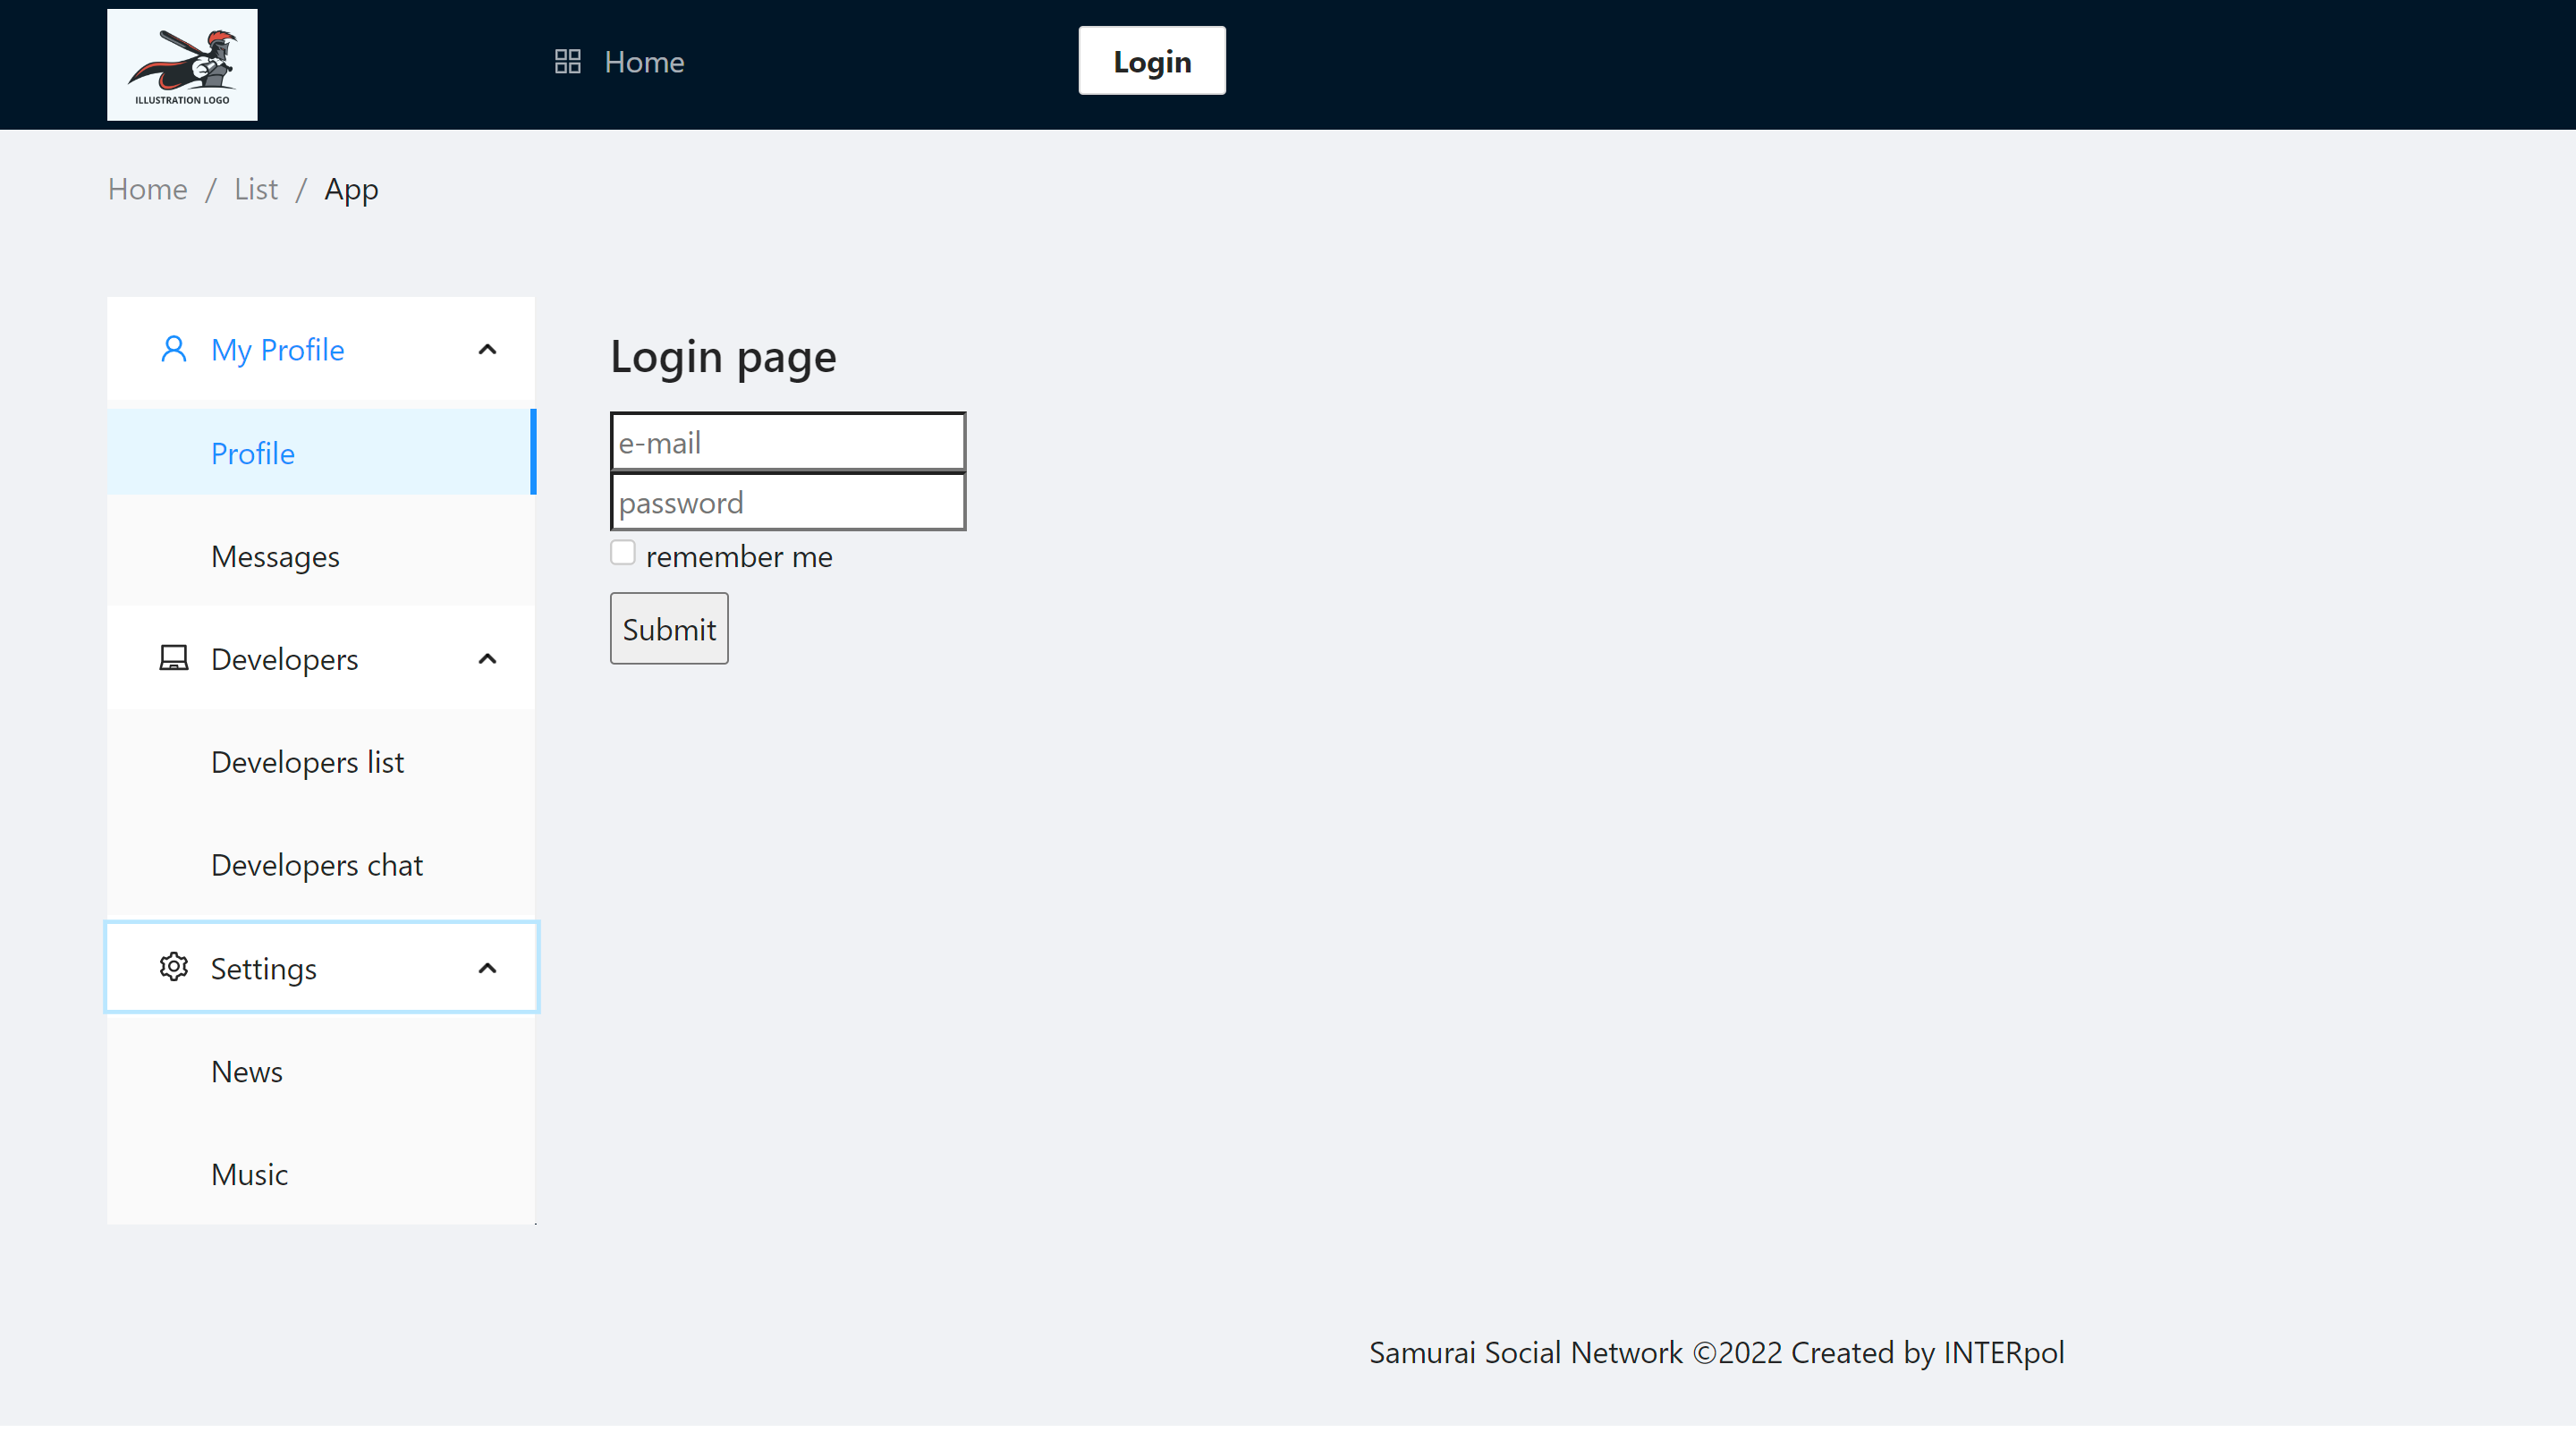 ILLUSTRATION LOGO
Home
Login
Home / List / App
My Profile
Profile
Messages
Developers
Developers list
Developers chat
Settings
News
Music
Login page
e-mail
password
remember me
Submit
Samurai Social Network ©2022 Created by INTERpol